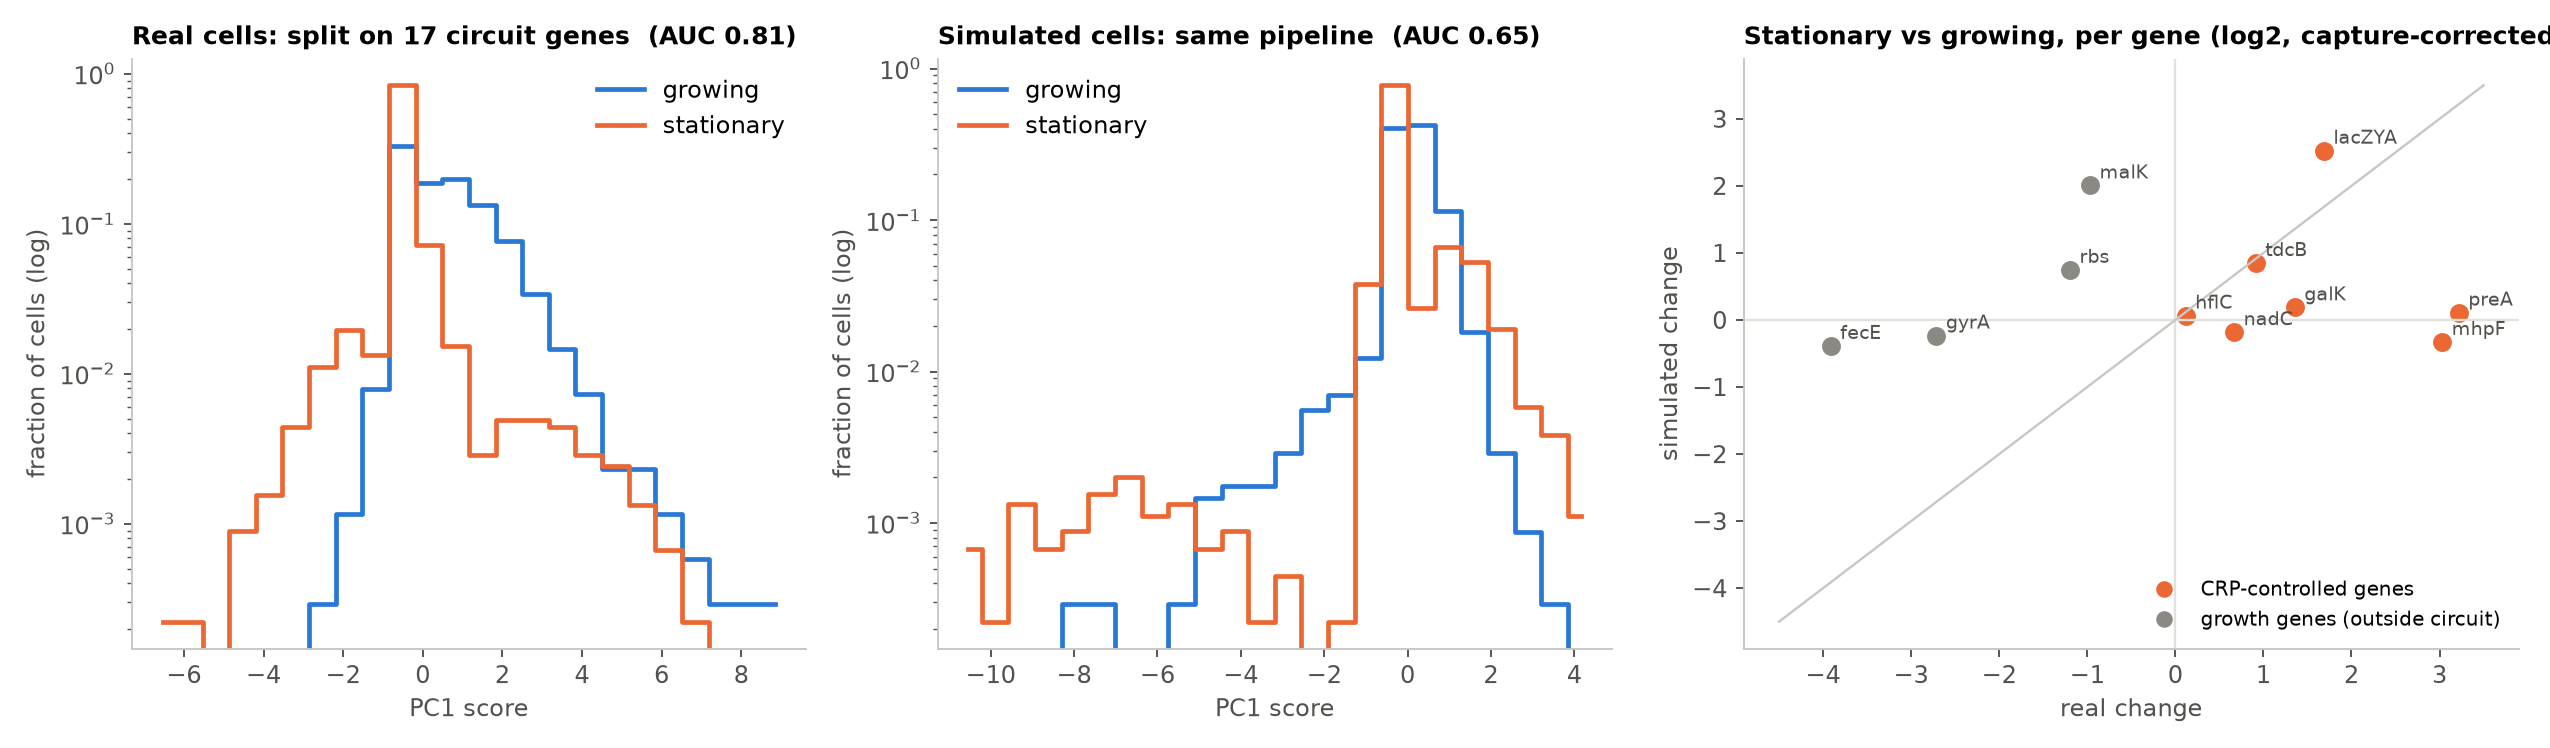 Real cells: split on 17 circuit genes  (AUC 0.81)
fraction of cells (log)
10⁰
10⁻¹
10⁻²
10⁻³
growing
stationary
−6 −4 −2 0 2 4 6 8
PC1 score
Simulated cells: same pipeline  (AUC 0.65)
fraction of cells (log)
10⁰
10⁻¹
10⁻²
10⁻³
growing
stationary
−10 −8 −6 −4 −2 0 2 4
PC1 score
Stationary vs growing, per gene (log2, capture-corrected
simulated change
3
2
1
0
−1
−2
−3
−4
lacZYA
malK
tdcB
rbs
hflC
galK
preA
nadC
mhpF
gyrA
fecE
CRP-controlled genes
growth genes (outside circuit)
−4 −3 −2 −1 0 1 2 3
real change